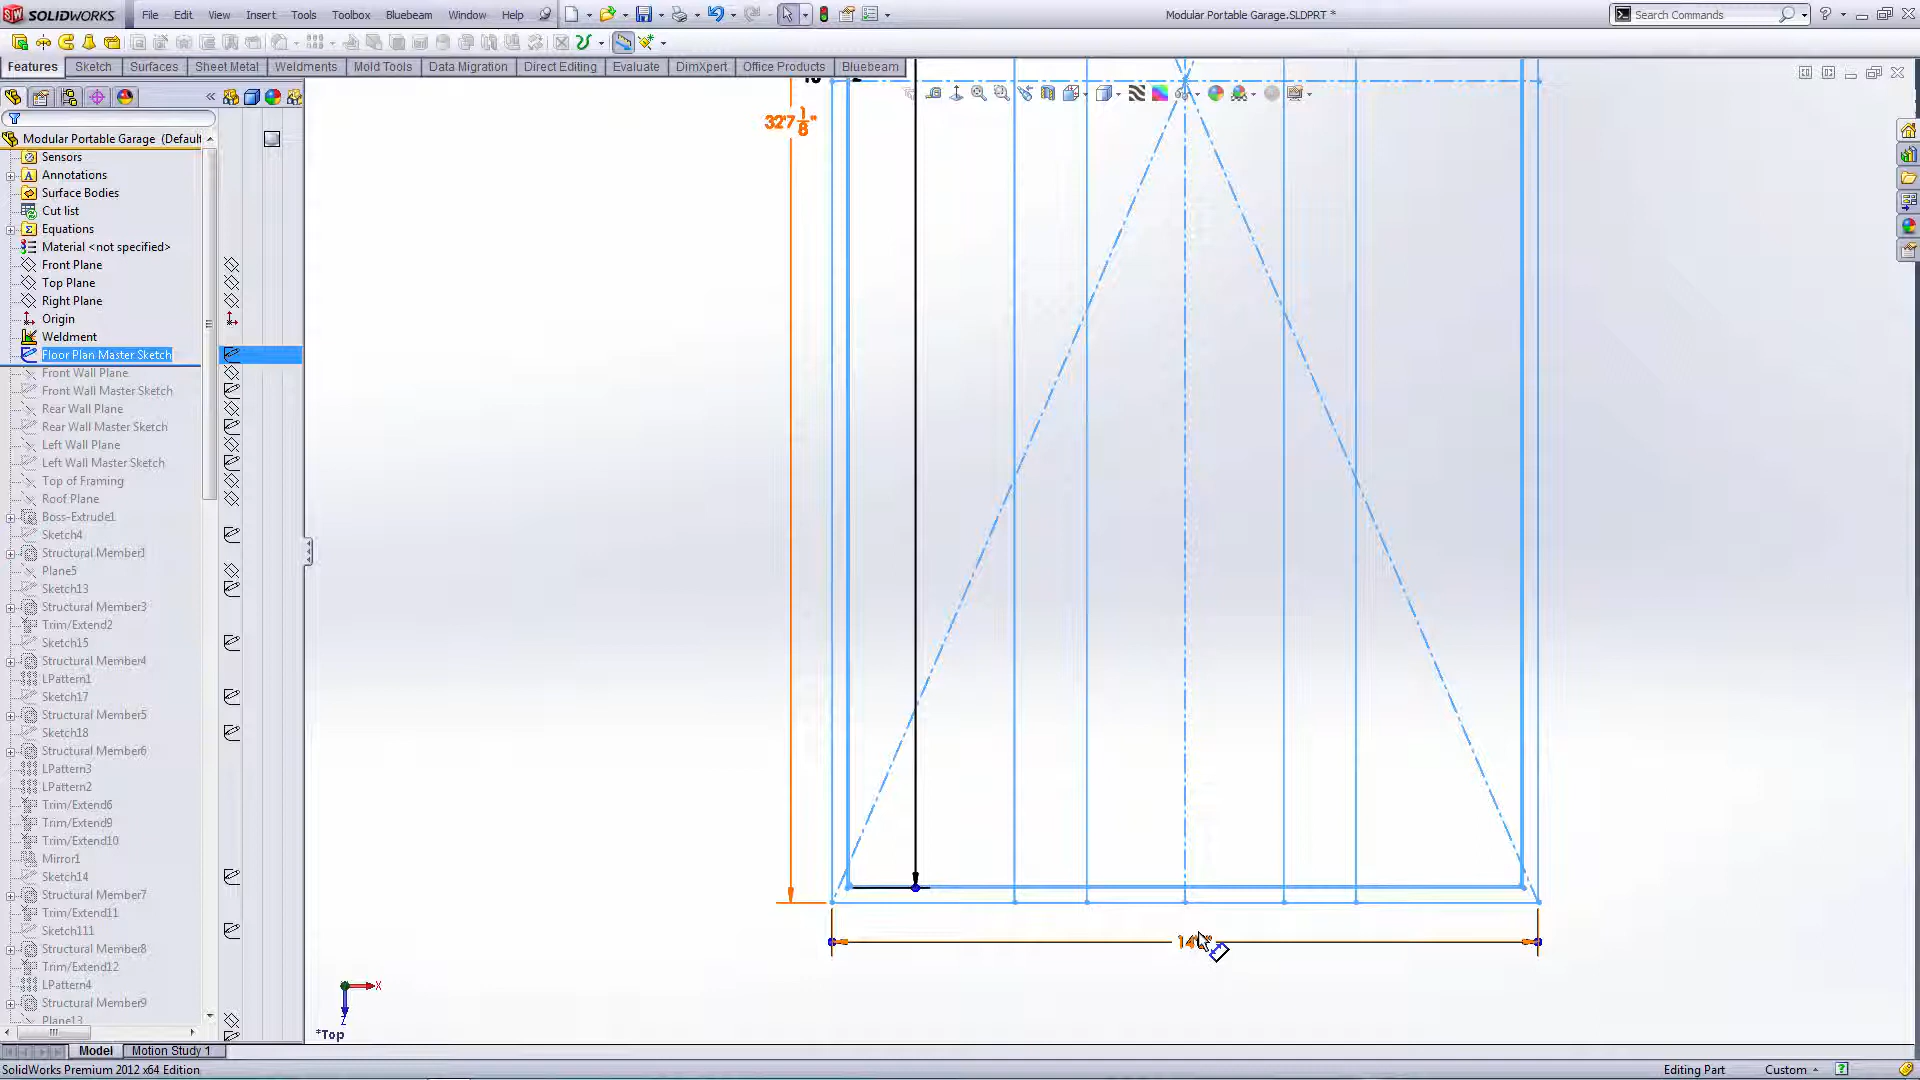 SOLIDWORKS File Edit View Insert Tools Toolbox Bluebeam Window Help Modular Portable Garage.SLDPRT * Search Commands
Features Sketch Surfaces Sheet Metal Weldments Mold Tools Data Migration Direct Editing Evaluate DimXpert Office Products Bluebeam
Modular Portable Garage (Default
Sensors
Annotations
Surface Bodies
Cut list
Equations
Material <not specified>
Front Plane
Top Plane
Right Plane
Origin
Weldment
Floor Plan Master Sketch
Front Wall Plane
Front Wall Master Sketch
Rear Wall Plane
Rear Wall Master Sketch
Left Wall Plane
Left Wall Master Sketch
Top of Framing
Roof Plane
Boss-Extrude1
Sketch4
Structural Member1
Plane5
Sketch13
Structural Member3
Trim/Extend2
Sketch15
Structural Member4
LPattern1
Sketch17
Structural Member5
Sketch18
Structural Member6
LPattern3
LPattern2
Trim/Extend6
Trim/Extend9
Trim/Extend10
Mirror1
Sketch14
Structural Member7
Trim/Extend11
Sketch111
Structural Member8
Trim/Extend12
LPattern4
Structural Member9
Plane13
32'7 1/8"
X
Z
*Top
Model Motion Study 1
SolidWorks Premium 2012 x64 Edition Editing Part Custom